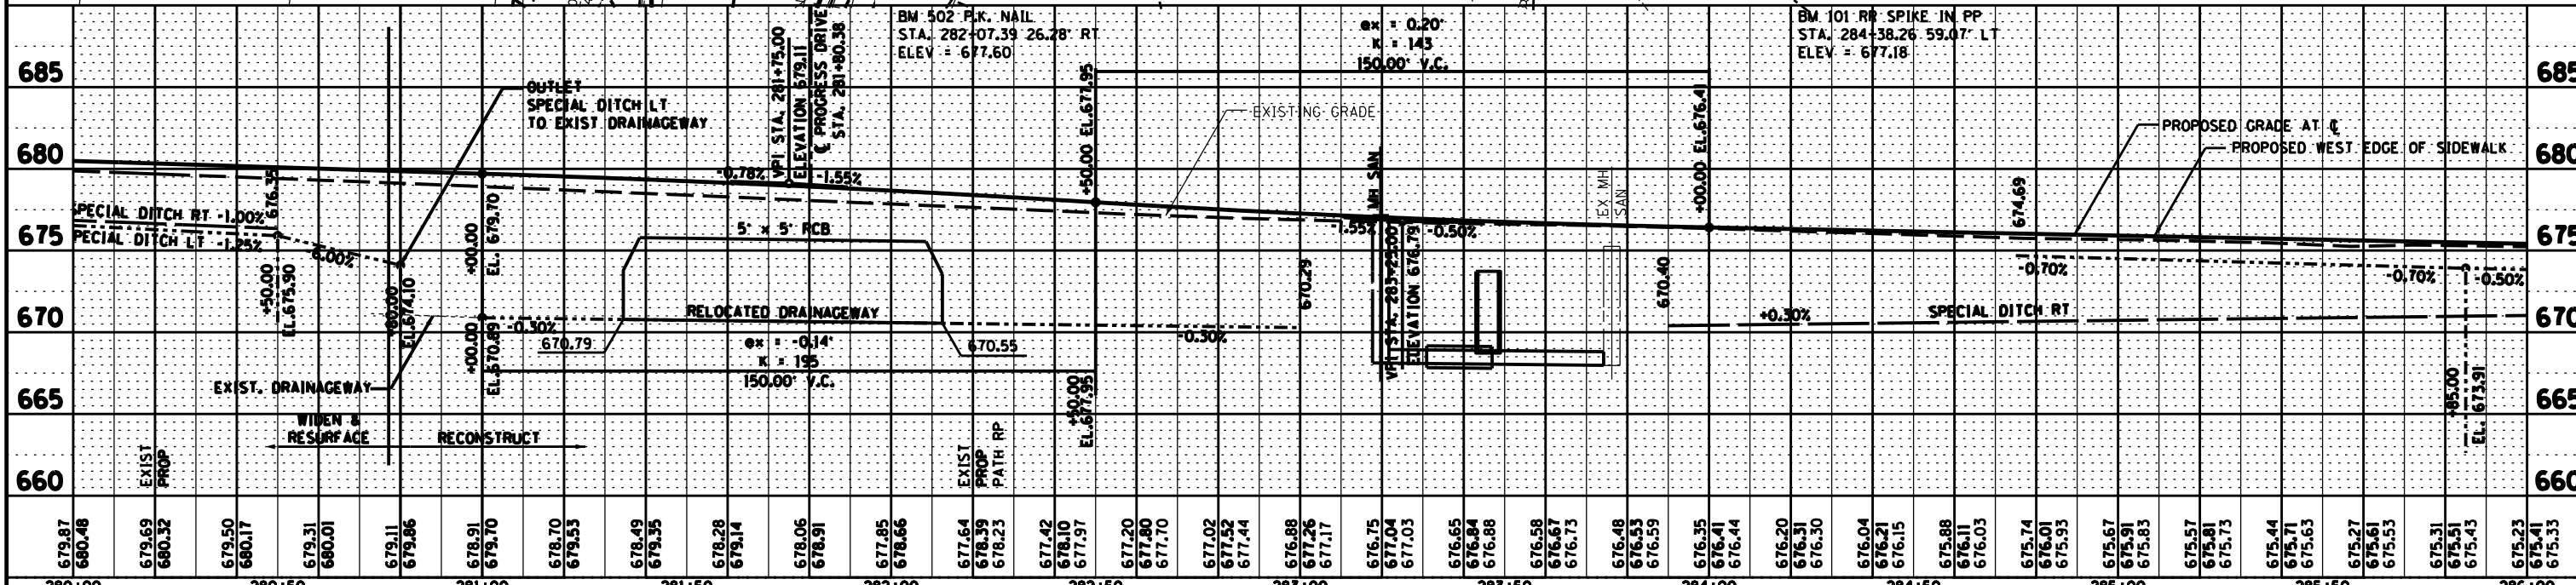 BM 502 P.K. NAIL
STA. 282+07.39 26.28' RT
ELEV = 677.60
ex = 0.20'
K = 143
150.00' V.C.
BM 101 RR SPIKE IN PP
STA. 284+38.26 59.07' LT
ELEV = 677.18
VPI STA. 281+75.00
ELEVATION 679.11
℄ PROGRESS DRIVE
STA. 281+80.38
685
685
OUTLET
SPECIAL DITCH LT
TO EXIST DRAINAGEWAY
+50.00 EL.677.95
EXISTING GRADE
+00.00 EL.676.41
PROPOSED GRADE AT ℄
PROPOSED WEST EDGE OF SIDEWALK
680
680
-0.78%
-1.55%
MH SAN
EX MH
SAN
674.69
676.35
SPECIAL DITCH RT -1.00%
SPECIAL DITCH LT -1.25%
-6.00%
675
675
+00.00
EL. 679.70
5' x 5' RCB
-1.55%
-0.50%
VPI STA. 283+25.00
ELEVATION 676.79
+50.00
EL.675.90
+80.00
EL.674.10
670.29
670.40
-0.70%
-0.70%
-0.50%
670
670
+00.00
EL.670.89
-0.30%
RELOCATED DRAINAGEWAY
-0.30%
+0.30%
SPECIAL DITCH RT
670.79
670.55
ex = -0.14'
K = 195
150.00' V.C.
EXIST. DRAINAGEWAY
+50.00
EL.677.95
+85.00
EL. 673.91
665
665
WIDEN &
RESURFACE
RECONSTRUCT
EXIST
PROP
EXIST
PROP
PATH RP
660
660
679.87
680.48
679.69
680.32
679.50
680.17
679.31
680.01
679.11
679.86
678.91
679.70
678.70
679.53
678.49
679.35
678.28
679.14
678.06
678.91
677.85
678.66
677.64
678.39
678.23
677.42
678.10
677.97
677.20
677.80
677.70
677.02
677.52
677.44
676.88
677.26
677.17
676.75
677.04
677.03
676.65
676.84
676.88
676.58
676.67
676.73
676.48
676.53
676.59
676.35
676.41
676.44
676.20
676.31
676.30
676.04
676.21
676.15
675.88
676.11
676.03
675.74
676.01
675.93
675.67
675.91
675.83
675.57
675.81
675.73
675.44
675.71
675.63
675.27
675.61
675.53
675.31
675.51
675.43
675.23
675.41
675.33